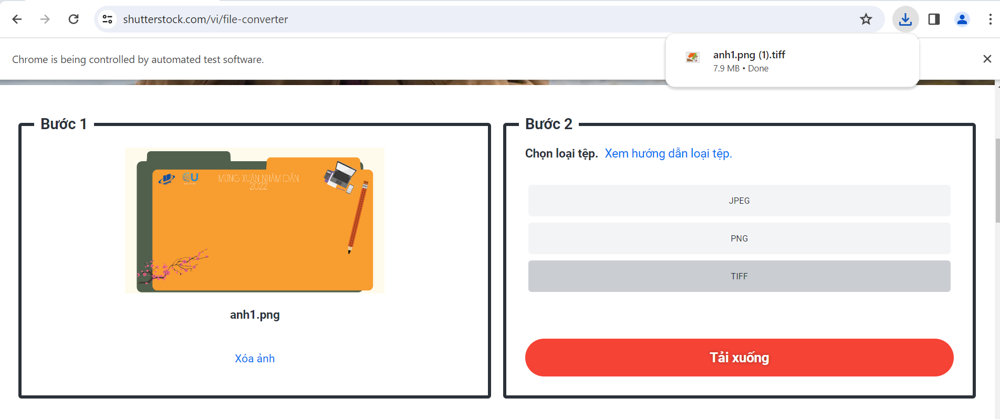 shutterstock.com/vi/file-converter
anh1.png (1).tiff
7.9 MB • Done
Chrome is being controlled by automated test software.
Bước 1
EU
MỪNG XUÂN NHÂM DẦN
2022
anh1.png
Xóa ảnh
Bước 2
Chọn loại tệp. Xem hướng dẫn loại tệp.
JPEG
PNG
TIFF
Tải xuống